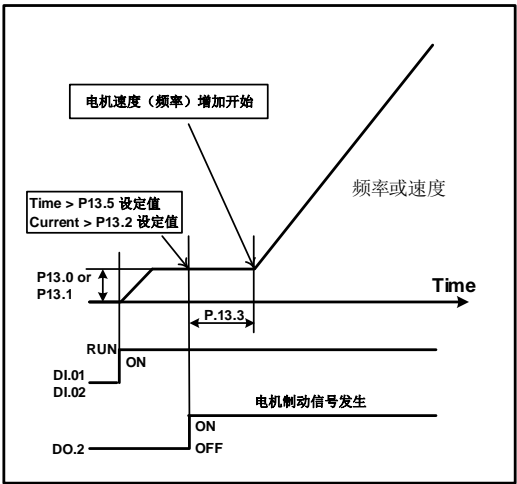 电机速度（频率）增加开始
频率或速度
Time > P13.5 设定值
Current > P13.2 设定值
P13.0 or
P13.1
Time
P.13.3
RUN
ON
DI.01
DI.02
电机制动信号发生
ON
DO.2
OFF